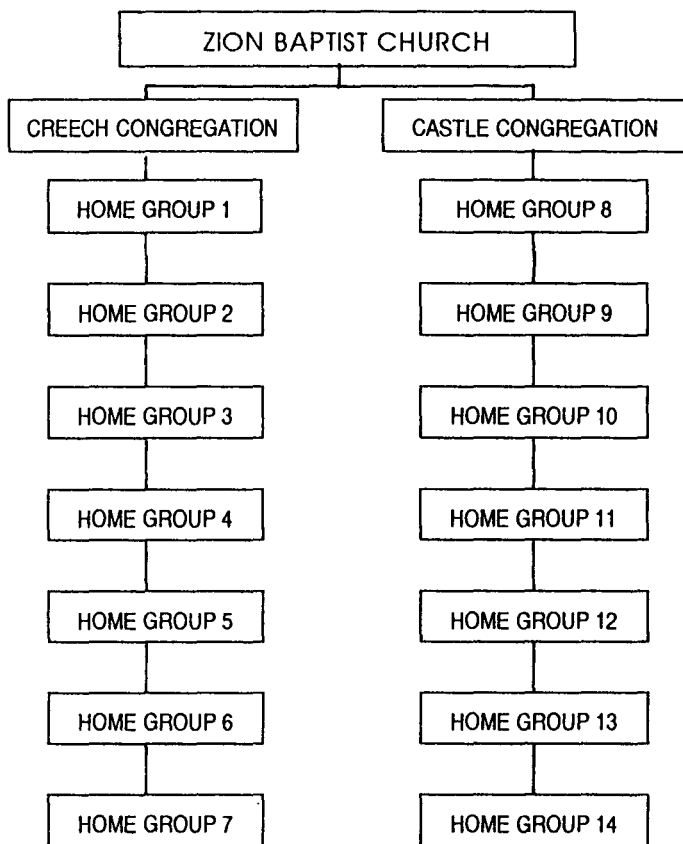 ZION BAPTIST CHURCH
CREECH CONGREGATION
CASTLE CONGREGATION
HOME GROUP 1
HOME GROUP 8
HOME GROUP 2
HOME GROUP 9
HOME GROUP 3
HOME GROUP 10
HOME GROUP 4
HOME GROUP 11
HOME GROUP 5
HOME GROUP 12
HOME GROUP 6
HOME GROUP 13
HOME GROUP 7
HOME GROUP 14